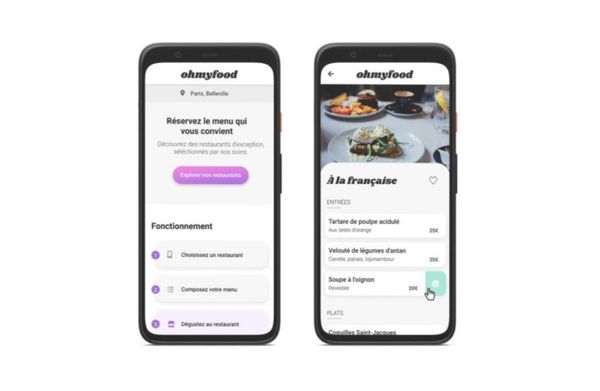 ohmyfood
Paris, Belleville
Réservez le menu qui
vous convient
Découvrez des restaurants d'exception,
séléctionnés par nos soins.
Explorer nos restaurants
Fonctionnement
1 Choisissez un restaurant
2 Composez votre menu
3 Dégustez au restaurant
ohmyfood
À la française
ENTRÉES
Tartare de poulpe acidulé
Aux zests d'orange 25€
Velouté de légumes d'antan
Carotte, panais, topinambour 25€
Soupe à l'oignon
Revisitée 20€
PLATS
Coquilles Saint-Jacques